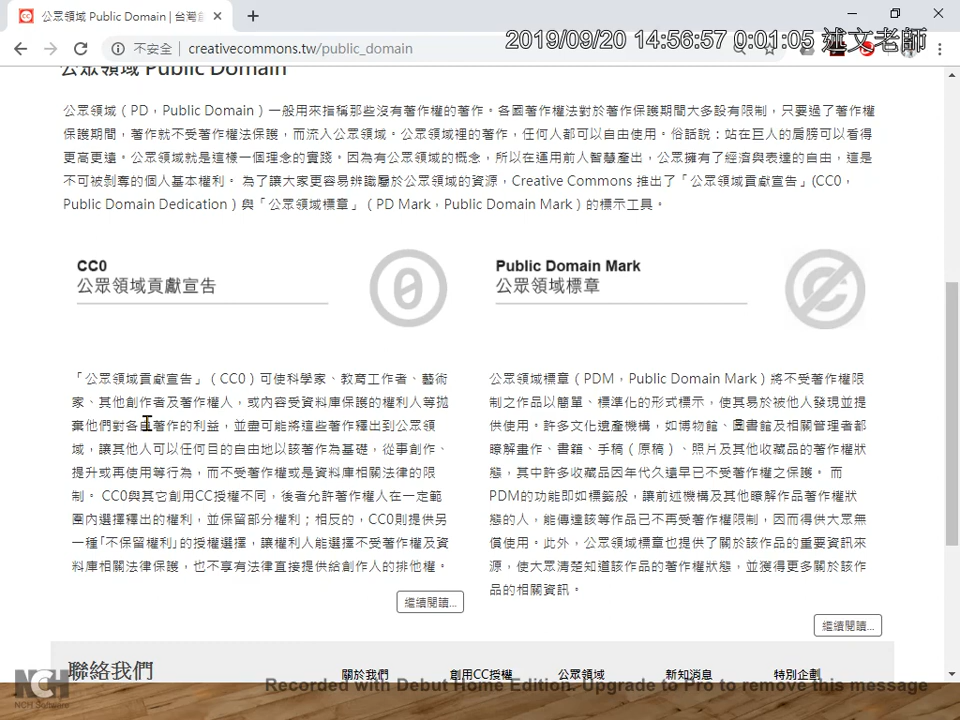 公眾領域 Public Domain | 台灣創
不安全 creativecommons.tw/public_domain
2019/09/20 14:56:57 0:01:05 述文老師
公眾領域 Public Domain
公眾領域（PD，Public Domain）一般用來指稱那些沒有著作權的著作。各國著作權法對於著作保護期間大多設有限制，只要過了著作權
保護期間，著作就不受著作權法保護，而流入公眾領域。公眾領域裡的著作，任何人都可以自由使用。俗話說：站在巨人的肩膀可以看得
更高更遠。公眾領域就是這樣一個理念的實踐。因為有公眾領域的概念，所以在運用前人智慧產出，公眾擁有了經濟與表達的自由，這是
不可被剝奪的個人基本權利。 為了讓大家更容易辨識屬於公眾領域的資源，Creative Commons 推出了「公眾領域貢獻宣告」(CC0，
Public Domain Dedication）與「公眾領域標章」（PD Mark，Public Domain Mark）的標示工具。
CC0
公眾領域貢獻宣告
「公眾領域貢獻宣告」（CC0）可使科學家、教育工作者、藝術
家、其他創作者及著作權人，或內容受資料庫保護的權利人等拋
棄他們對各自著作的利益，並盡可能將這些著作釋出到公眾領
域，讓其他人可以任何目的自由地以該著作為基礎，從事創作、
提升或再使用等行為，而不受著作權或是資料庫相關法律的限
制。 CC0與其它創用CC授權不同，後者允許著作權人在一定範
圍內選擇釋出的權利，並保留部分權利；相反的，CC0則提供另
一種「不保留權利」的授權選擇，讓權利人能選擇不受著作權及資
料庫相關法律保護，也不享有法律直接提供給創作人的排他權。
繼續閱讀...
Public Domain Mark
公眾領域標章
公眾領域標章（PDM，Public Domain Mark）將不受著作權限
制之作品以簡單、標準化的形式標示，使其易於被他人發現並提
供使用。許多文化遺產機構，如博物館、圖書館及相關管理者都
瞭解畫作、書籍、手稿（原稿）、照片及其他收藏品的著作權狀
態，其中許多收藏品因年代久遠早已不受著作權之保護。 而
PDM的功能即如標籤般，讓前述機構及其他瞭解作品著作權狀
態的人，能傳達該等作品已不再受著作權限制，因而得供大眾無
償使用。此外，公眾領域標章也提供了關於該作品的重要資訊來
源，使大眾清楚知道該作品的著作權狀態，並獲得更多關於該作
品的相關資訊。
繼續閱讀...
聯絡我們 關於我們 創用CC授權 公眾領域 新知消息 特別企劃
Recorded with Debut Home Edition. Upgrade to Pro to remove this message
NCH
NCH Software